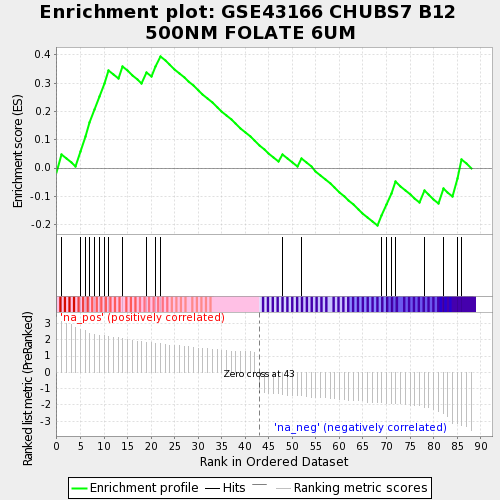 Enrichment plot: GSE43166 CHUBS7 B12
500NM FOLATE 6UM
Enrichment score (ES)
0.4
0.3
0.2
0.1
0.0
-0.1
-0.2
'na_pos' (positively correlated)
Ranked list metric (PreRanked)
3
2
1
0
-1
-2
-3
Zero cross at 43
'na_neg' (negatively correlated)
0 5 10 15 20 25 30 35 40 45 50 55 60 65 70 75 80 85 90
Rank in Ordered Dataset
Enrichment profile Hits Ranking metric scores